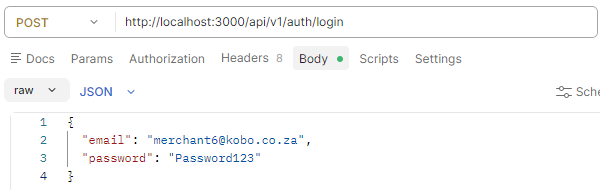 POST http://localhost:3000/api/v1/auth/login
Docs Params Authorization Headers 8 Body Scripts Settings
raw JSON
1 {
2 "email": "merchant6@kobo.co.za",
3 "password": "Password123"
4 }